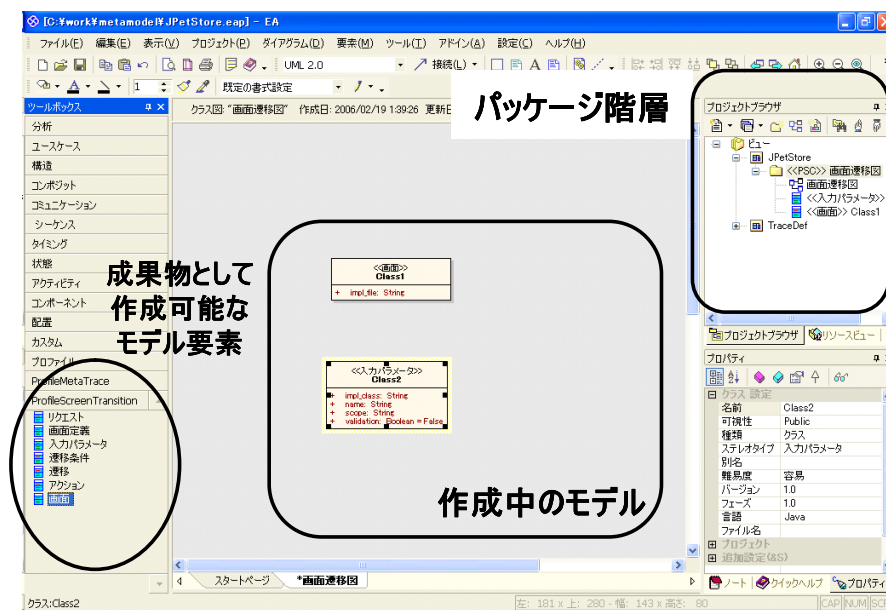 [C:¥work¥metamodel¥JPetStore.eap] - EA
ファイル(F) 編集(E) 表示(V) プロジェクト(P) ダイアグラム(D) 要素(M) ツール(T) アドイン(A) 設定(C) ヘルプ(H)
UML 2.0 接続(L)
1 既定の書式設定
ツールボックス
クラス図: "画面遷移図" 作成日: 2006/02/19 1:39:26 更新日
パッケージ階層
プロジェクトブラウザ
分析
ユースケース
構造
コンポジット
コミュニケーション
シーケンス
タイミング
状態
アクティビティ
コンポーネント
配置
カスタム
プロファイル
ProfileMetaTrace
ProfileScreenTransition
リクエスト
画面定義
入力パラメータ
遷移条件
遷移
アクション
画面
成果物として
作成可能な
モデル要素
<<画面>>
Class1
+ impl_file: String
<<入力パラメータ>>
Class2
+ impl_class: String
+ name: String
+ scope: String
+ validation: Boolean = False
作成中のモデル
ビュー
JPetStore
<<PSC>> 画面遷移図
画面遷移図
<<入力パラメータ>>
<<画面>> Class1
TraceDef
プロジェクトブラウザ リソースビュー
プロパティ
クラス 設定
名前 Class2
可視性 Public
種類 クラス
ステレオタイプ 入力パラメータ
別名
難易度 容易
バージョン 1.0
フェーズ 1.0
言語 Java
ファイル名
プロジェクト
追加設定(&S)
ノート クイックヘルプ プロパティ
スタートページ *画面遷移図
クラス:Class2
左: 181 x 上: 280 - 幅: 143 x 高さ: 80
CAP NUM SC